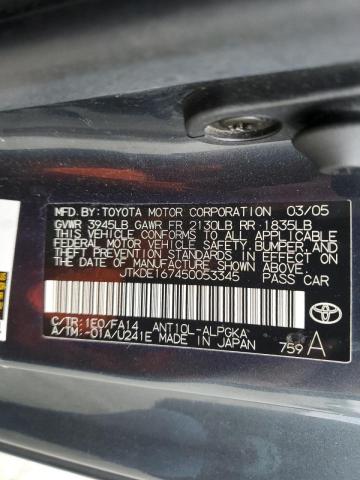 MFD.BY:TOYOTA MOTOR CORPORATION 03/05
GVWR 3945LB GAWR FR 2130LB RR 1835LB
THIS VEHICLE CONFORMS TO ALL APPLICABLE
FEDERAL MOTOR VEHICLE SAFETY, BUMPER,
AND THEFT PREVENTION STANDARDS IN EFFECT
ON THE DATE OF MANUFACTURE SHOWN ABOVE.
JTKDE167450053345 PASS.CAR
C/TR:1E0/FA14 ANT10L-ALPGKA
A/TM:-01A/U241E MADE IN JAPAN
759 A
TOYOTA